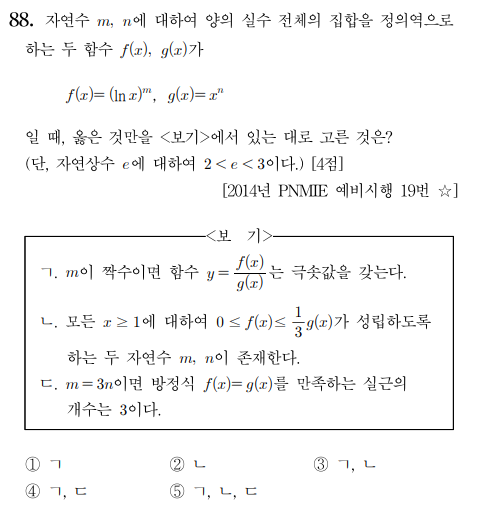 88. 자연수 m, n에 대하여 양의 실수 전체의 집합을 정의역으로
하는 두 함수 f(x), g(x)가
f(x)=(ln x)^m, g(x)=x^n
일 때, 옳은 것만을 <보기>에서 있는 대로 고른 것은?
(단, 자연상수 e에 대하여 2<e<3이다.) [4점]
[2014년 PNMIE 예비시행 19번 ☆]
<보 기>
ㄱ. m이 짝수이면 함수 y=f(x)/g(x)는 극솟값을 갖는다.
ㄴ. 모든 x≥1에 대하여 0≤f(x)≤1/3g(x)가 성립하도록
하는 두 자연수 m, n이 존재한다.
ㄷ. m=3n이면 방정식 f(x)=g(x)를 만족하는 실근의
개수는 3이다.
① ㄱ ② ㄴ ③ ㄱ, ㄴ
④ ㄱ, ㄷ ⑤ ㄱ, ㄴ, ㄷ